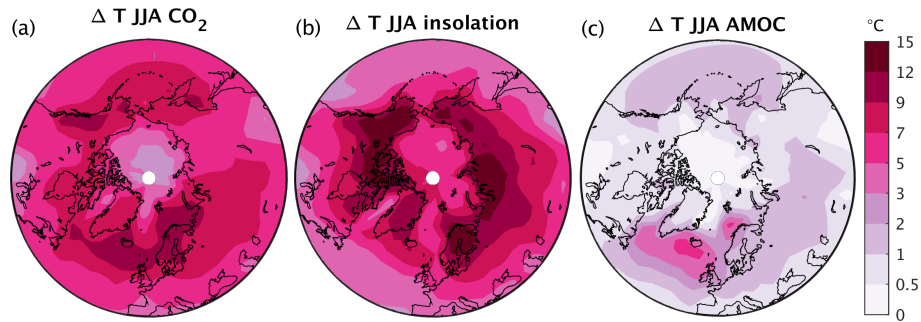 (a) Δ T JJA CO2
(b) Δ T JJA insolation
(c) Δ T JJA AMOC
°C
15
12
9
7
5
3
2
1
0.5
0